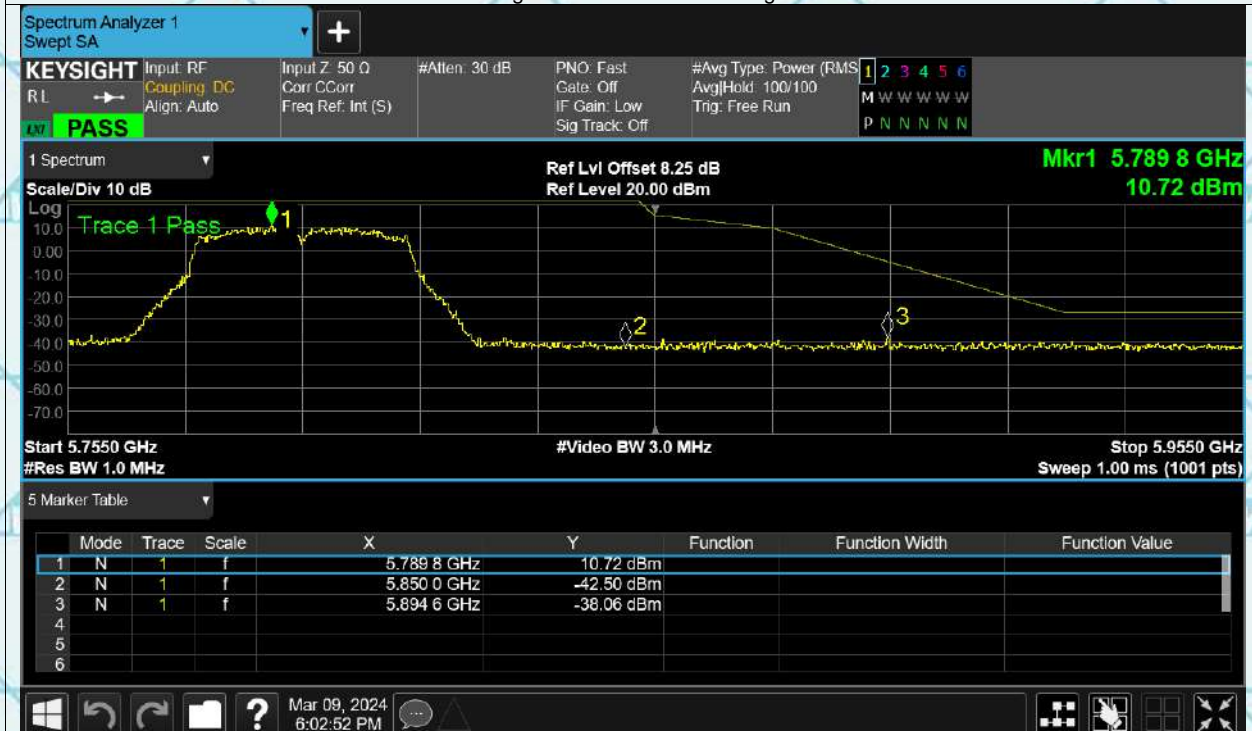 Spectrum Analyzer 1
Swept SA
+
KEYSIGHT Input: RF Input Z: 50 Ω #Atten: 30 dB PNO: Fast #Avg Type: Power (RMS 1 2 3 4 5 6
RL Coupling: DC Corr CCorr Gate: Off Avg|Hold: 100/100 M W W W W W
Align: Auto Freq Ref: Int (S) IF Gain: Low Trig: Free Run
LXI PASS Sig Track: Off P N N N N N
1 Spectrum Ref Lvl Offset 8.25 dB Mkr1 5.789 8 GHz
Scale/Div 10 dB Ref Level 20.00 dBm 10.72 dBm
Log
Trace 1 Pass 1
10.0
0.00
-10.0
-20.0
-30.0 2 3
-40.0
-50.0
-60.0
-70.0
Start 5.7550 GHz #Video BW 3.0 MHz Stop 5.9550 GHz
#Res BW 1.0 MHz Sweep 1.00 ms (1001 pts)
5 Marker Table
Mode Trace Scale X Y Function Function Width Function Value
1 N 1 f 5.789 8 GHz 10.72 dBm
2 N 1 f 5.850 0 GHz -42.50 dBm
3 N 1 f 5.894 6 GHz -38.06 dBm
4
5
6
? Mar 09, 2024
6:02:52 PM